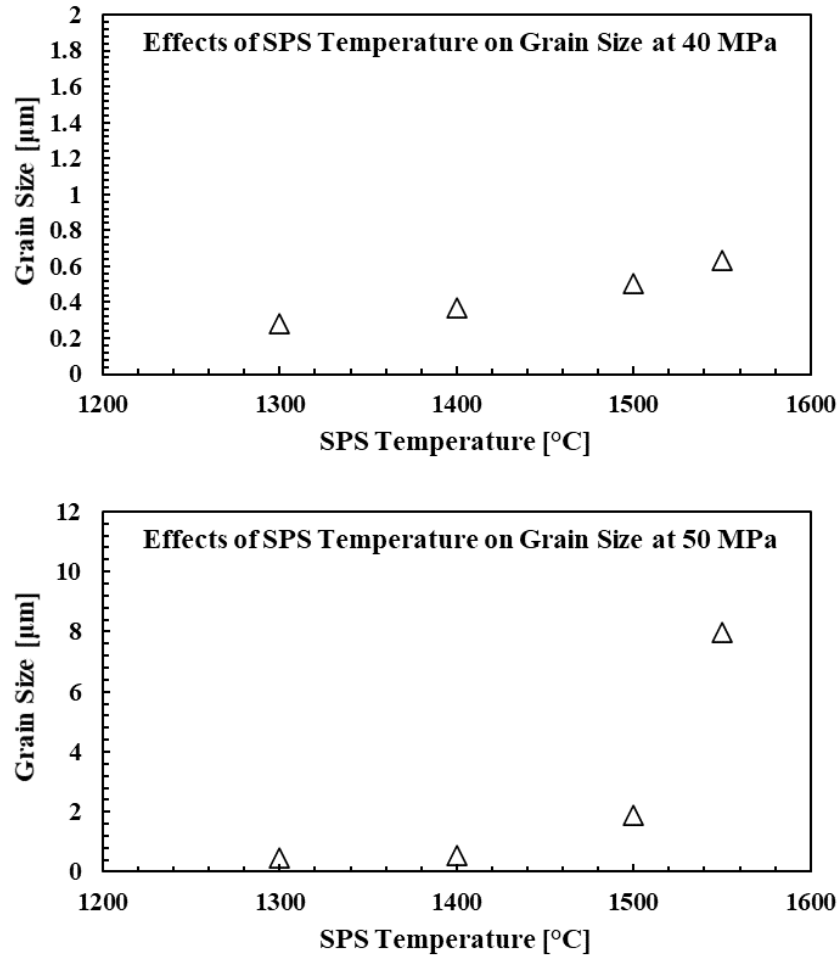 Effects of SPS Temperature on Grain Size at 40 MPa
Grain Size [µm]
2
1.8
1.6
1.4
1.2
1
0.8
0.6
0.4
0.2
0
1200 1300 1400 1500 1600
SPS Temperature [°C]
Effects of SPS Temperature on Grain Size at 50 MPa
Grain Size [µm]
12
10
8
6
4
2
0
1200 1300 1400 1500 1600
SPS Temperature [°C]